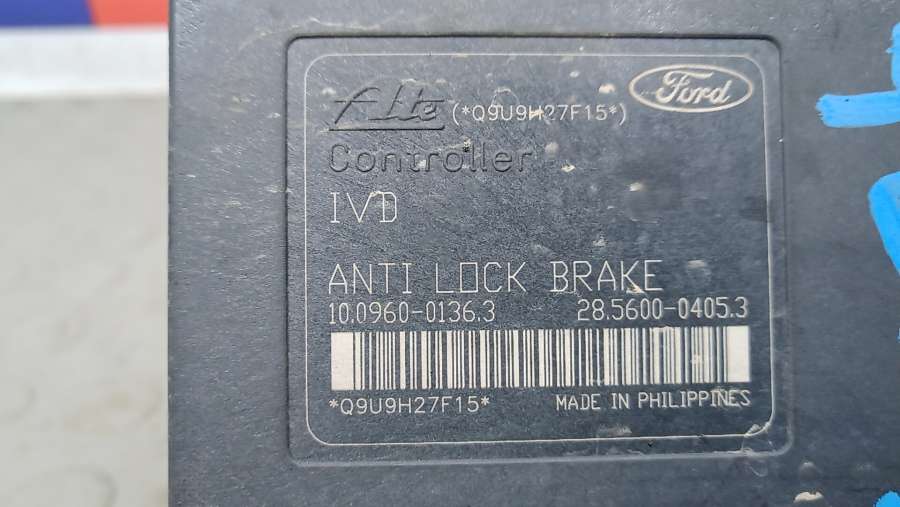 Ate (*Q9U9H27F15*) Ford
Controller
IVD
ANTI LOCK BRAKE
10.0960-0136.3 28.5600-0405.3
*Q9U9H27F15* MADE IN PHILIPPINES